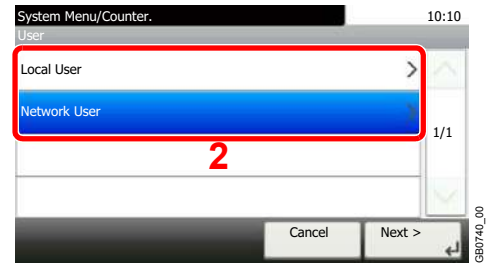 System Menu/Counter. 10:10
User
Local User
Network User
1/1
2
Cancel Next >
GB0740_00